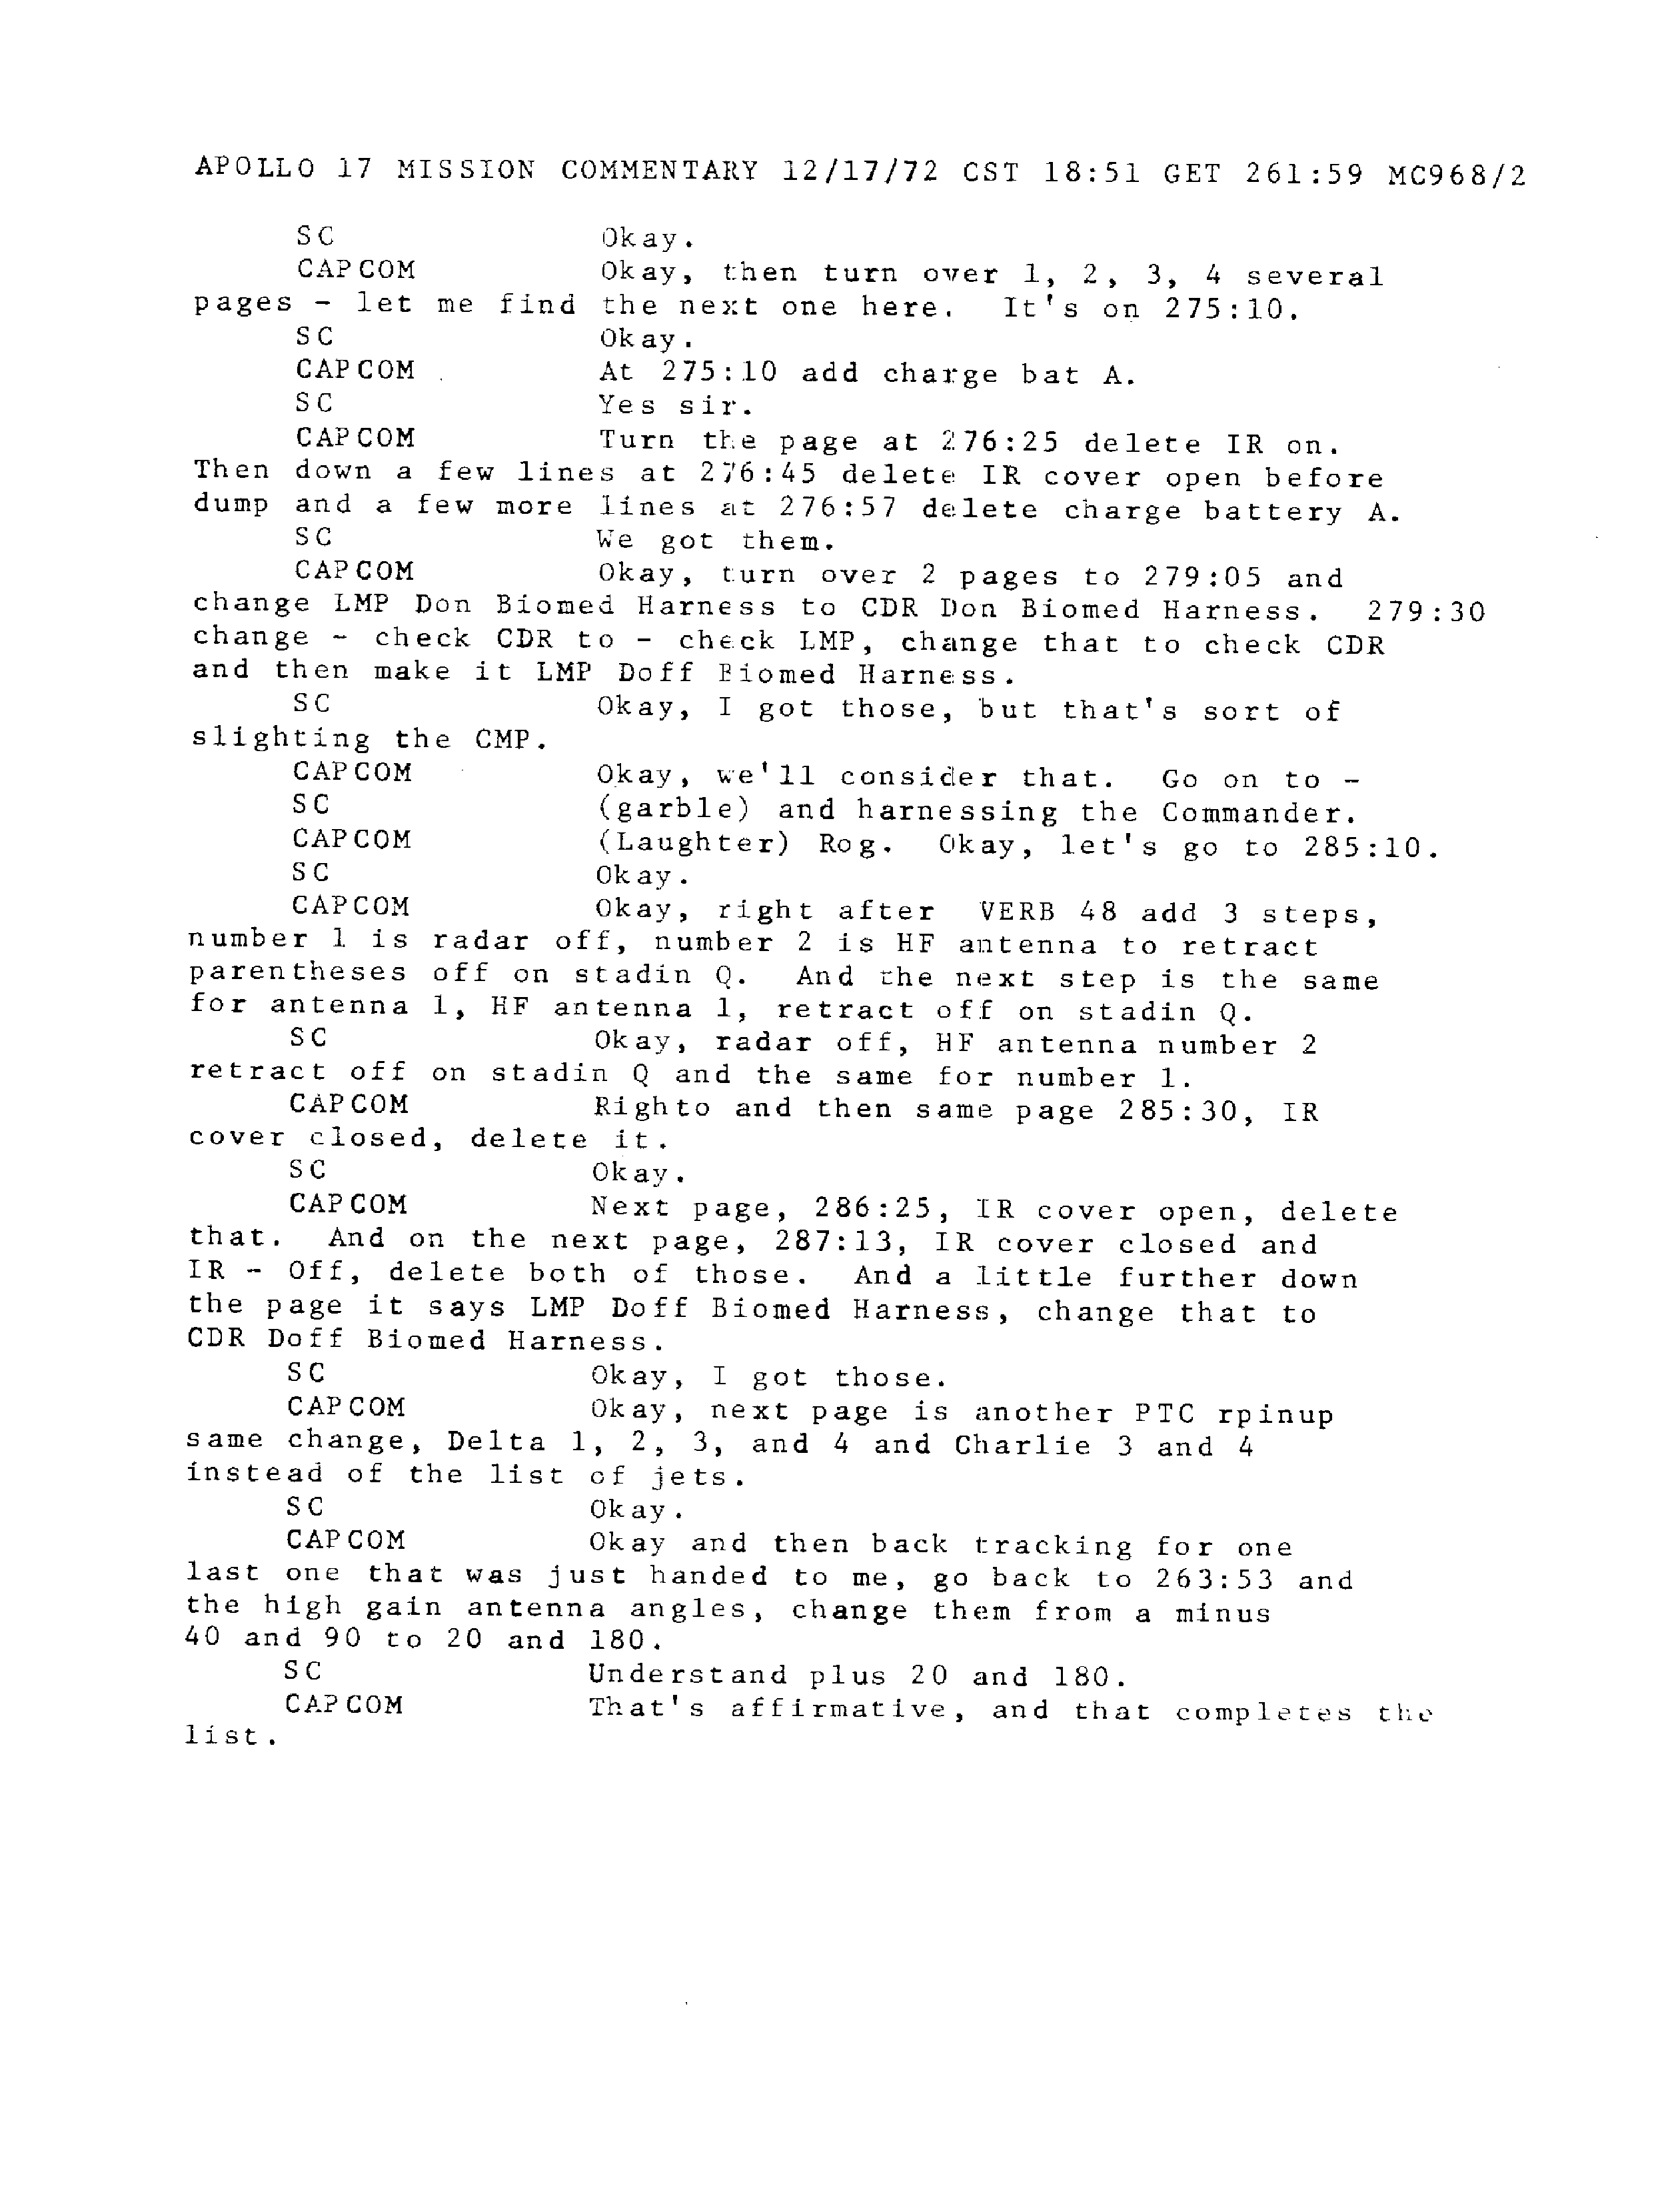 APOLLO 17 MISSION COMMENTARY 12/17/72 CST 18:51 GET 261:59 MC968/2
SC Okay.
CAPCOM Okay, then turn over 1, 2, 3, 4 several
pages - let me find the next one here. It's on 275:10.
SC Okay.
CAPCOM At 275:10 add charge bat A.
SC Yes sir.
CAPCOM Turn the page at 276:25 delete IR on.
Then down a few lines at 276:45 delete IR cover open before
dump and a few more lines at 276:57 delete charge battery A.
SC We got them.
CAPCOM Okay, turn over 2 pages to 279:05 and
change LMP Don Biomed Harness to CDR Don Biomed Harness. 279:30
change - check CDR to - check LMP, change that to check CDR
and then make it LMP Doff Biomed Harness.
SC Okay, I got those, but that's sort of
slighting the CMP.
CAPCOM Okay, we'll consider that. Go on to -
SC (garble) and harnessing the Commander.
CAPCOM (Laughter) Rog. Okay, let's go to 285:10.
SC Okay.
CAPCOM Okay, right after VERB 48 add 3 steps,
number 1 is radar off, number 2 is HF antenna to retract
parentheses off on stadin Q. And the next step is the same
for antenna 1, HF antenna 1, retract off on stadin Q.
SC Okay, radar off, HF antenna number 2
retract off on stadin Q and the same for number 1.
CAPCOM Righto and then same page 285:30, IR
cover closed, delete it.
SC Okay.
CAPCOM Next page, 286:25, IR cover open, delete
that. And on the next page, 287:13, IR cover closed and
IR - Off, delete both of those. And a little further down
the page it says LMP Doff Biomed Harness, change that to
CDR Doff Biomed Harness.
SC Okay, I got those.
CAPCOM Okay, next page is another PTC rpinup
same change, Delta 1, 2, 3, and 4 and Charlie 3 and 4
instead of the list of jets.
SC Okay.
CAPCOM Okay and then back tracking for one
last one that was just handed to me, go back to 263:53 and
the high gain antenna angles, change them from a minus
40 and 90 to 20 and 180.
SC Understand plus 20 and 180.
CAPCOM That's affirmative, and that completes the
list.